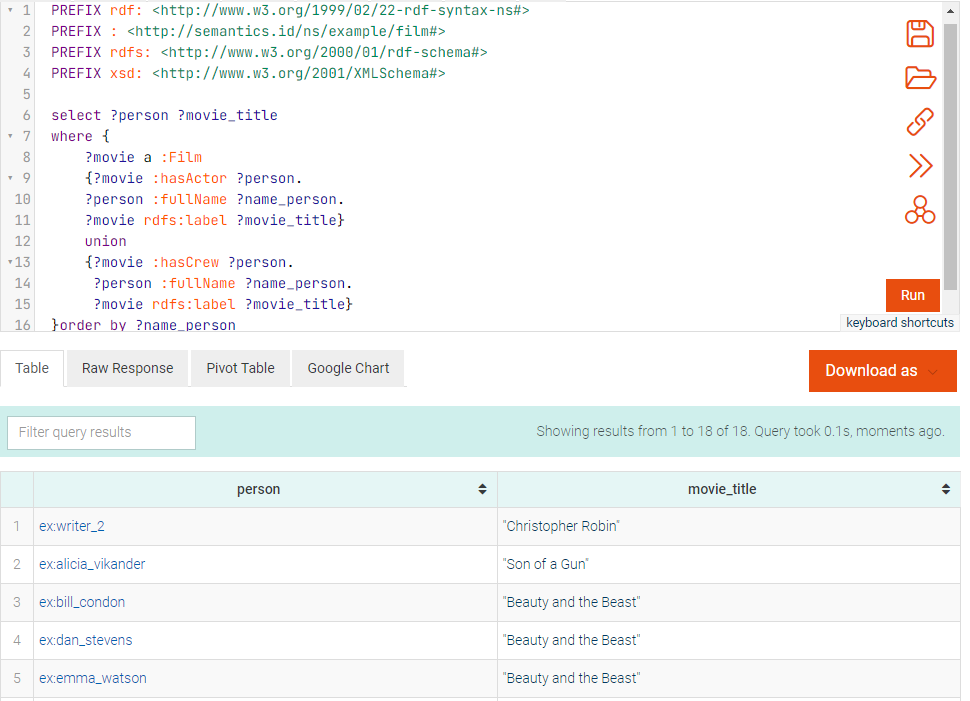 1 PREFIX rdf: <http://www.w3.org/1999/02/22-rdf-syntax-ns#>
2 PREFIX : <http://semantics.id/ns/example/film#>
3 PREFIX rdfs: <http://www.w3.org/2000/01/rdf-schema#>
4 PREFIX xsd: <http://www.w3.org/2001/XMLSchema#>
5
6 select ?person ?movie_title
7 where {
8 ?movie a :Film
9 {?movie :hasActor ?person.
10 ?person :fullName ?name_person.
11 ?movie rdfs:label ?movie_title}
12 union
13 {?movie :hasCrew ?person.
14 ?person :fullName ?name_person.
15 ?movie rdfs:label ?movie_title}
16 }order by ?name_person
Run
keyboard shortcuts
Table Raw Response Pivot Table Google Chart
Download as
Filter query results
Showing results from 1 to 18 of 18. Query took 0.1s, moments ago.
person movie_title
1 ex:writer_2 "Christopher Robin"
2 ex:alicia_vikander "Son of a Gun"
3 ex:bill_condon "Beauty and the Beast"
4 ex:dan_stevens "Beauty and the Beast"
5 ex:emma_watson "Beauty and the Beast"